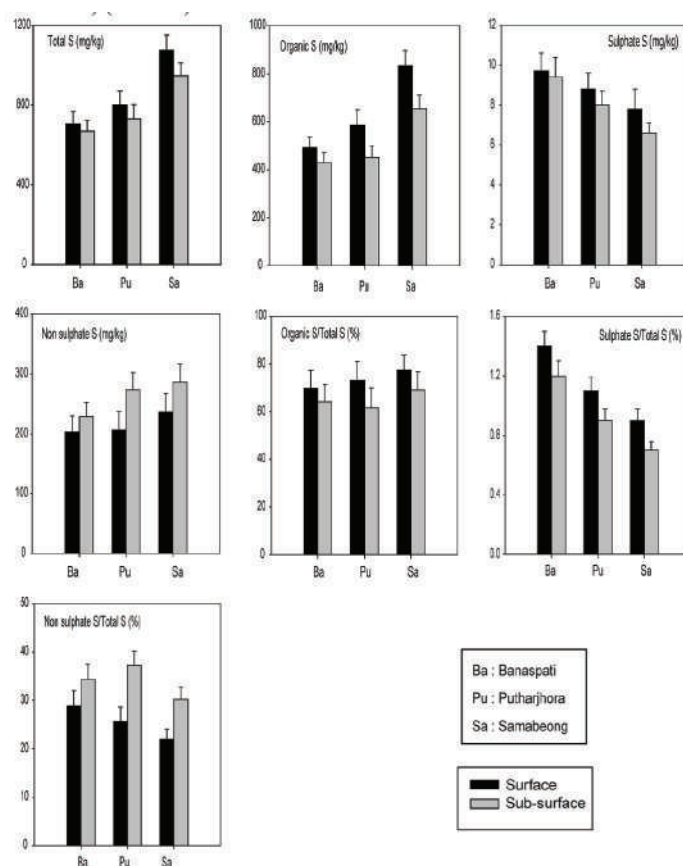 Total S (mg/kg)
1200
800
400
0
Ba Pu Sa
Organic S (mg/kg)
1000
800
600
400
200
0
Ba Pu Sa
Sulphate S (mg/kg)
12
10
8
6
4
2
0
Ba Pu Sa
Non sulphate S (mg/kg)
400
300
200
100
0
Ba Pu Sa
Organic S/Total S (%)
100
80
60
40
20
0
Ba Pu Sa
Sulphate S/Total S (%)
1.6
1.2
0.8
0.4
0.0
Ba Pu Sa
Non sulphate S/Total S (%)
50
40
30
20
10
0
Ba Pu Sa
Ba : Banaspati
Pu : Putharjhora
Sa : Samabeong
Surface
Sub-surface